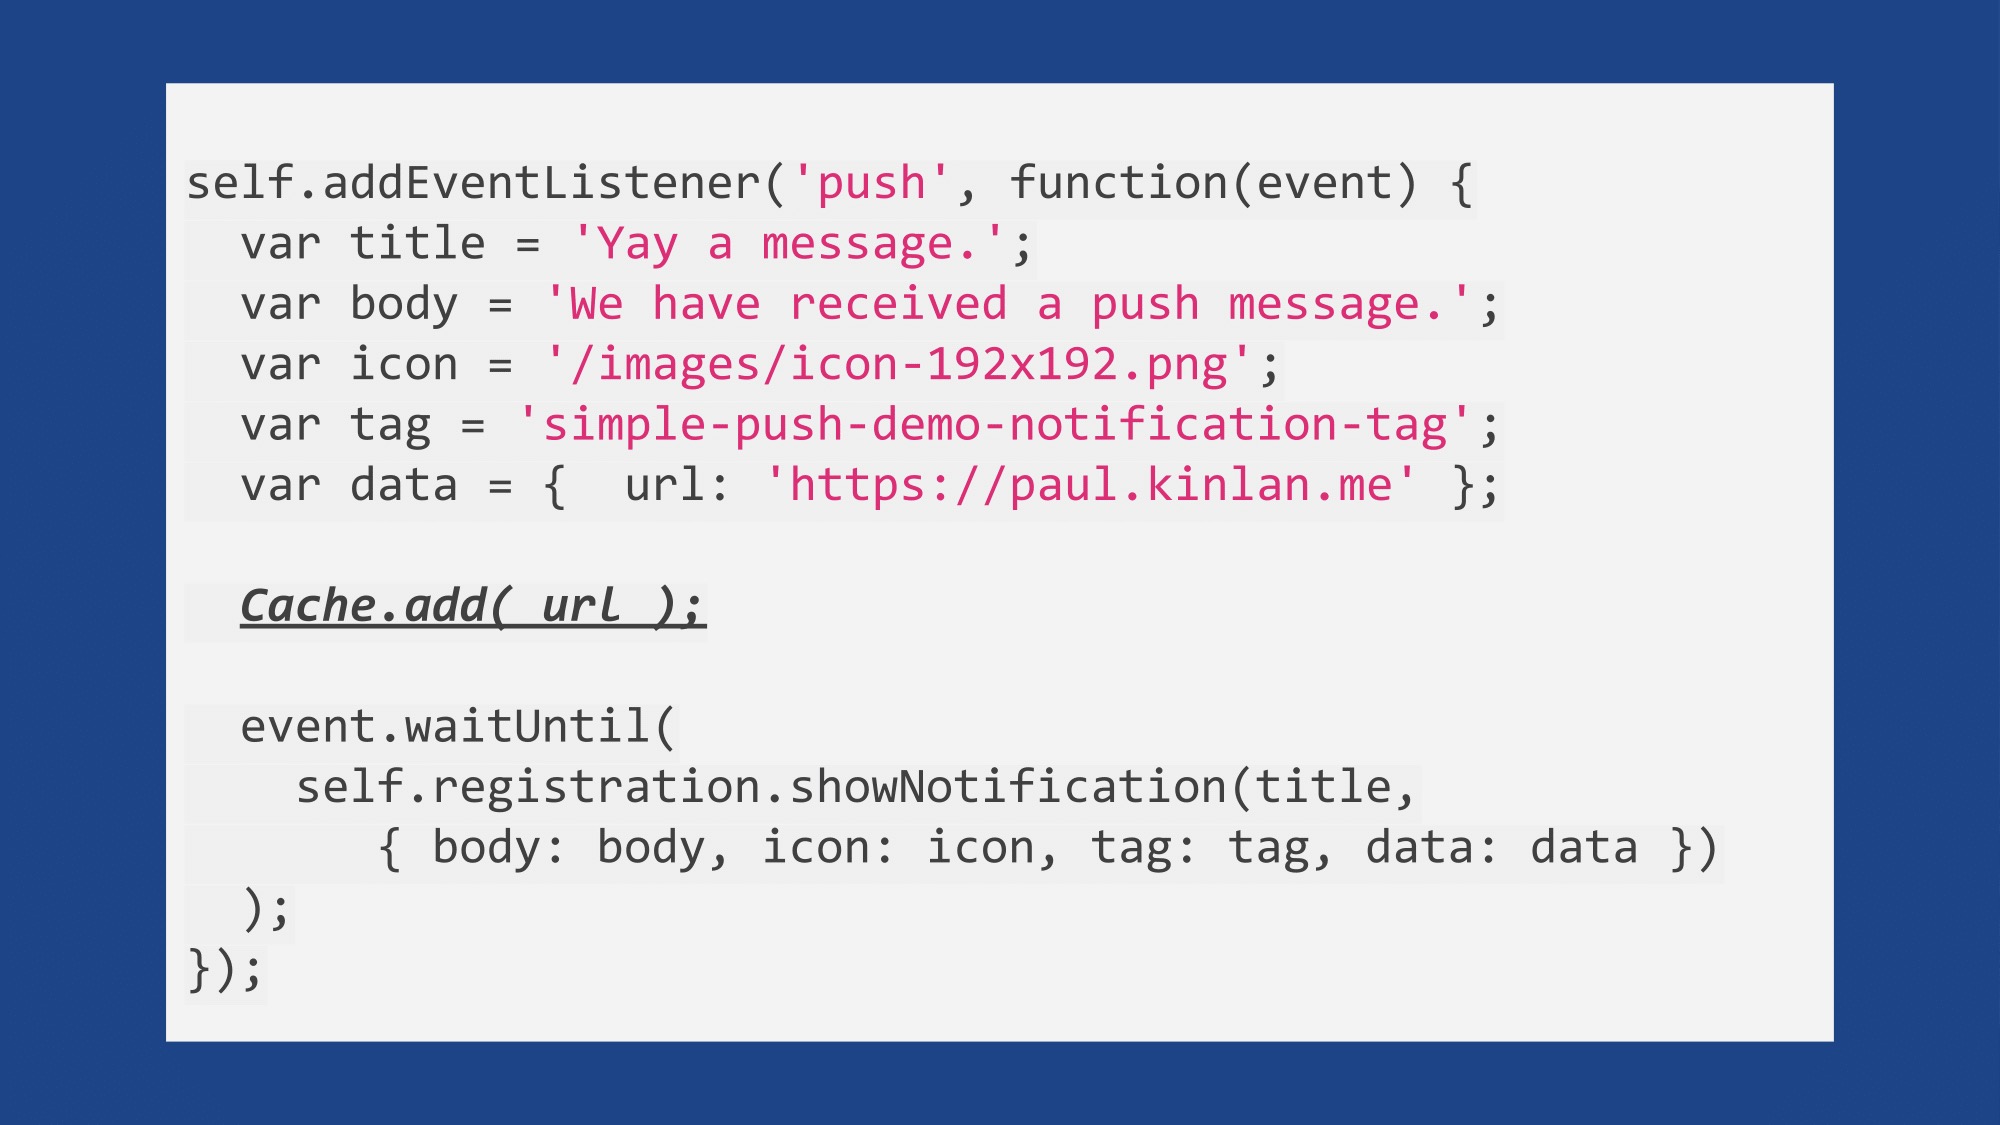 self.addEventListener('push', function(event) {
  var title = 'Yay a message.';
  var body = 'We have received a push message.';
  var icon = '/images/icon-192x192.png';
  var tag = 'simple-push-demo-notification-tag';
  var data = {  url: 'https://paul.kinlan.me' };
  Cache.add( url );
  event.waitUntil(
    self.registration.showNotification(title,
       { body: body, icon: icon, tag: tag, data: data })
  );
});